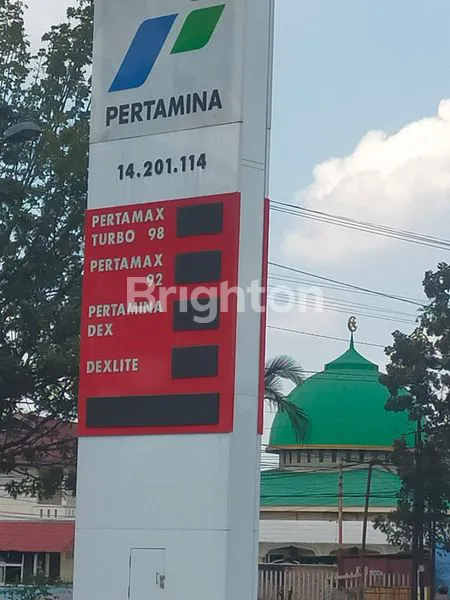 PERTAMINA
14.201.114
PERTAMAX
TURBO 98
PERTAMAX
92
Brighton
PERTAMINA
DEX
DEXLITE